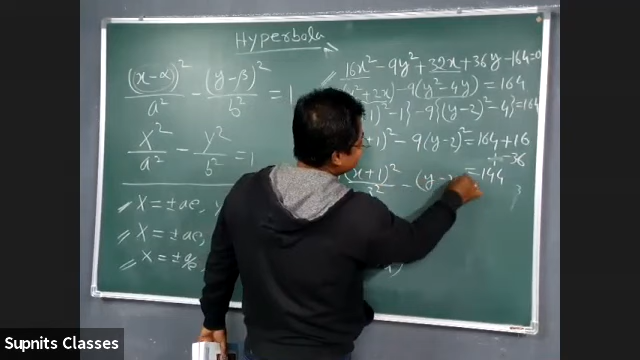 Hyperbola
(x-α)² / a² - (y-β)² / b² = 1
X² / a² - Y² / b² = 1
X = ±ae,
X = ±ae,
X = ±a/e,
16x² - 9y² + 32x + 36y - 164 = 0
(x² + 2x) - 9(y² - 4y) = 164
)² - 1} - 9{(y-2)² - 4} = 164
+1)² - 9(y-2)² = 164 + 16
- 36
(x+1)² - (y- = 144
Supnits Classes